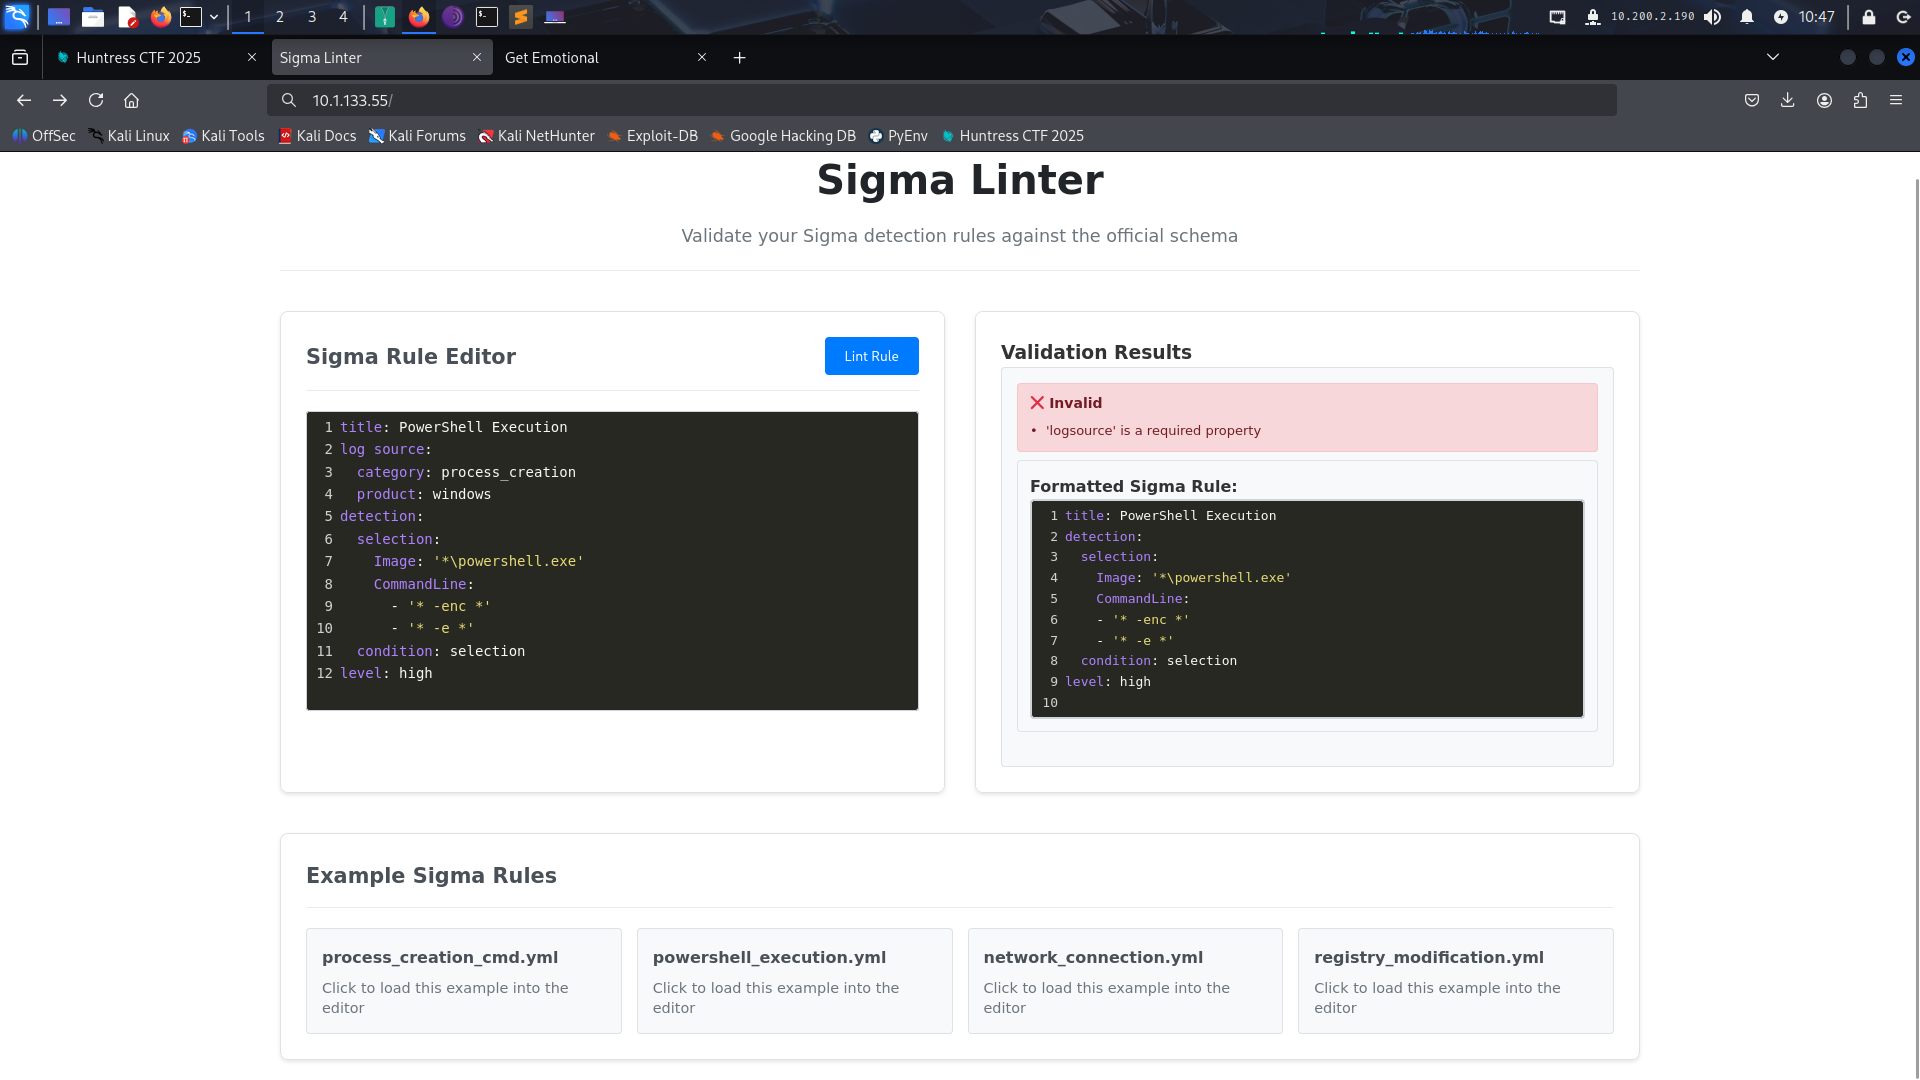 1 2 3 4
10.200.2.190
10:47
Huntress CTF 2025
Sigma Linter
Get Emotional
10.1.133.55/
OffSec
Kali Linux
Kali Tools
Kali Docs
Kali Forums
Kali NetHunter
Exploit-DB
Google Hacking DB
PyEnv
Huntress CTF 2025
Sigma Linter
Validate your Sigma detection rules against the official schema
Sigma Rule Editor
Lint Rule
1 title: PowerShell Execution
2 log source:
3   category: process_creation
4   product: windows
5 detection:
6   selection:
7     Image: '*\powershell.exe'
8     CommandLine:
9       - '* -enc *'
10       - '* -e *'
11   condition: selection
12 level: high
Validation Results
❌ Invalid
• 'logsource' is a required property
Formatted Sigma Rule:
1 title: PowerShell Execution
2 detection:
3   selection:
4     Image: '*\powershell.exe'
5     CommandLine:
6     - '* -enc *'
7     - '* -e *'
8   condition: selection
9 level: high
10
Example Sigma Rules
process_creation_cmd.yml
Click to load this example into the
editor
powershell_execution.yml
Click to load this example into the
editor
network_connection.yml
Click to load this example into the
editor
registry_modification.yml
Click to load this example into the
editor